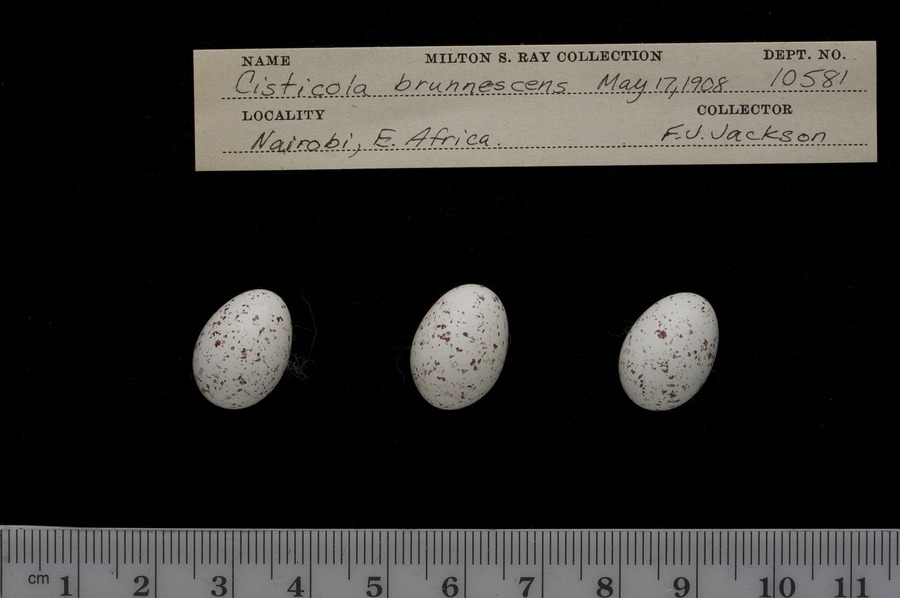 NAME MILTON S. RAY COLLECTION DEPT. NO.
Cisticola brunnescens May 17, 1908 10581
LOCALITY COLLECTOR
Nairobi, E. Africa. F.J. Jackson
cm 1 2 3 4 5 6 7 8 9 10 11